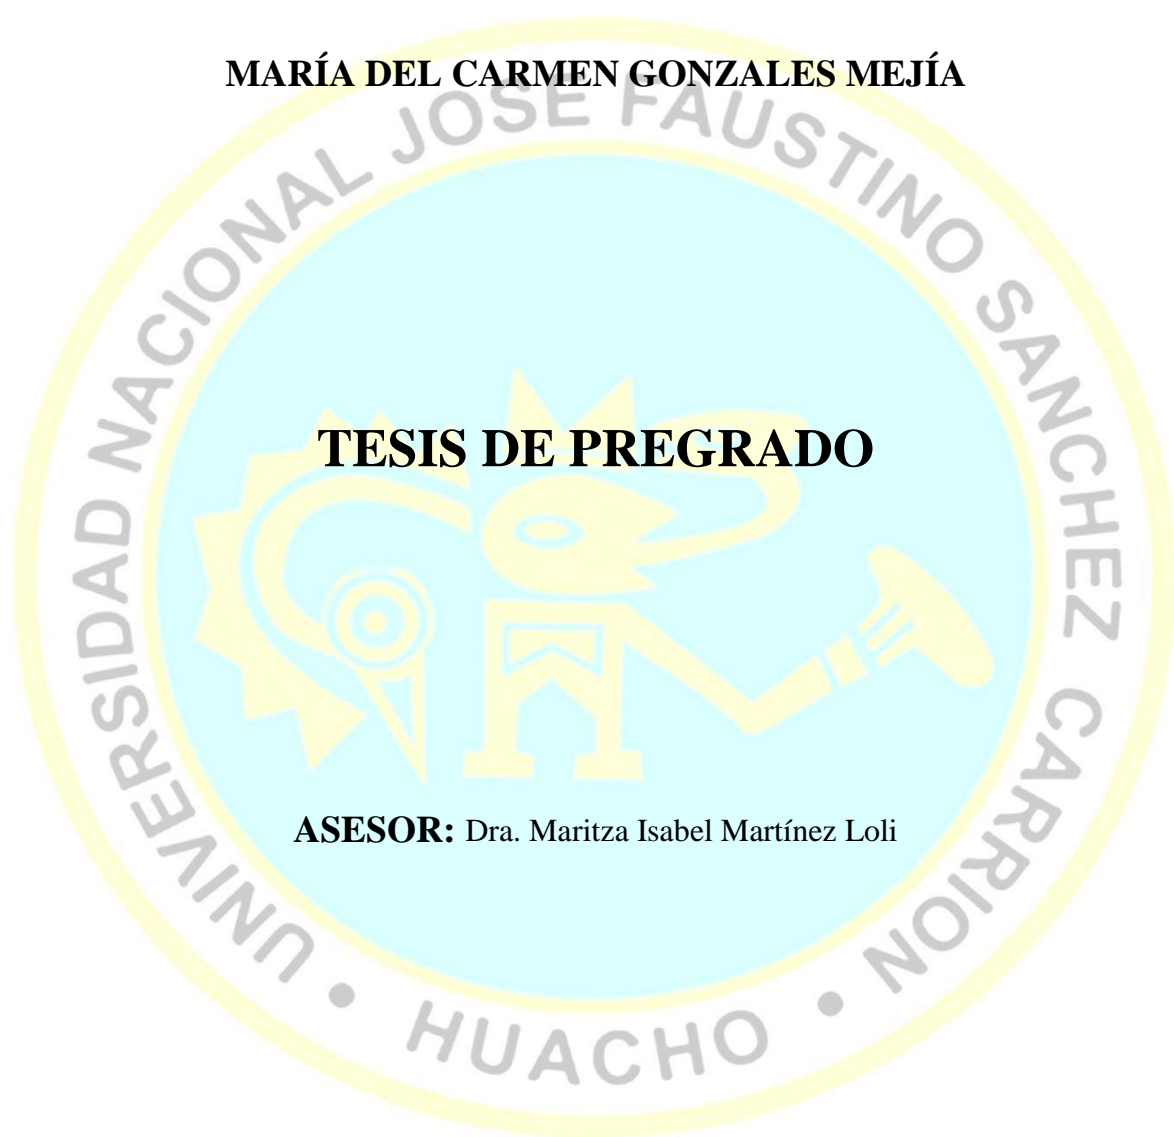 MARÍA DEL CARMEN GONZALES MEJÍA
UNIVERSIDAD NACIONAL JOSE FAUSTINO SANCHEZ CARRION
TESIS DE PREGRADO
ASESOR: Dra. Maritza Isabel Martínez Loli
• HUACHO •